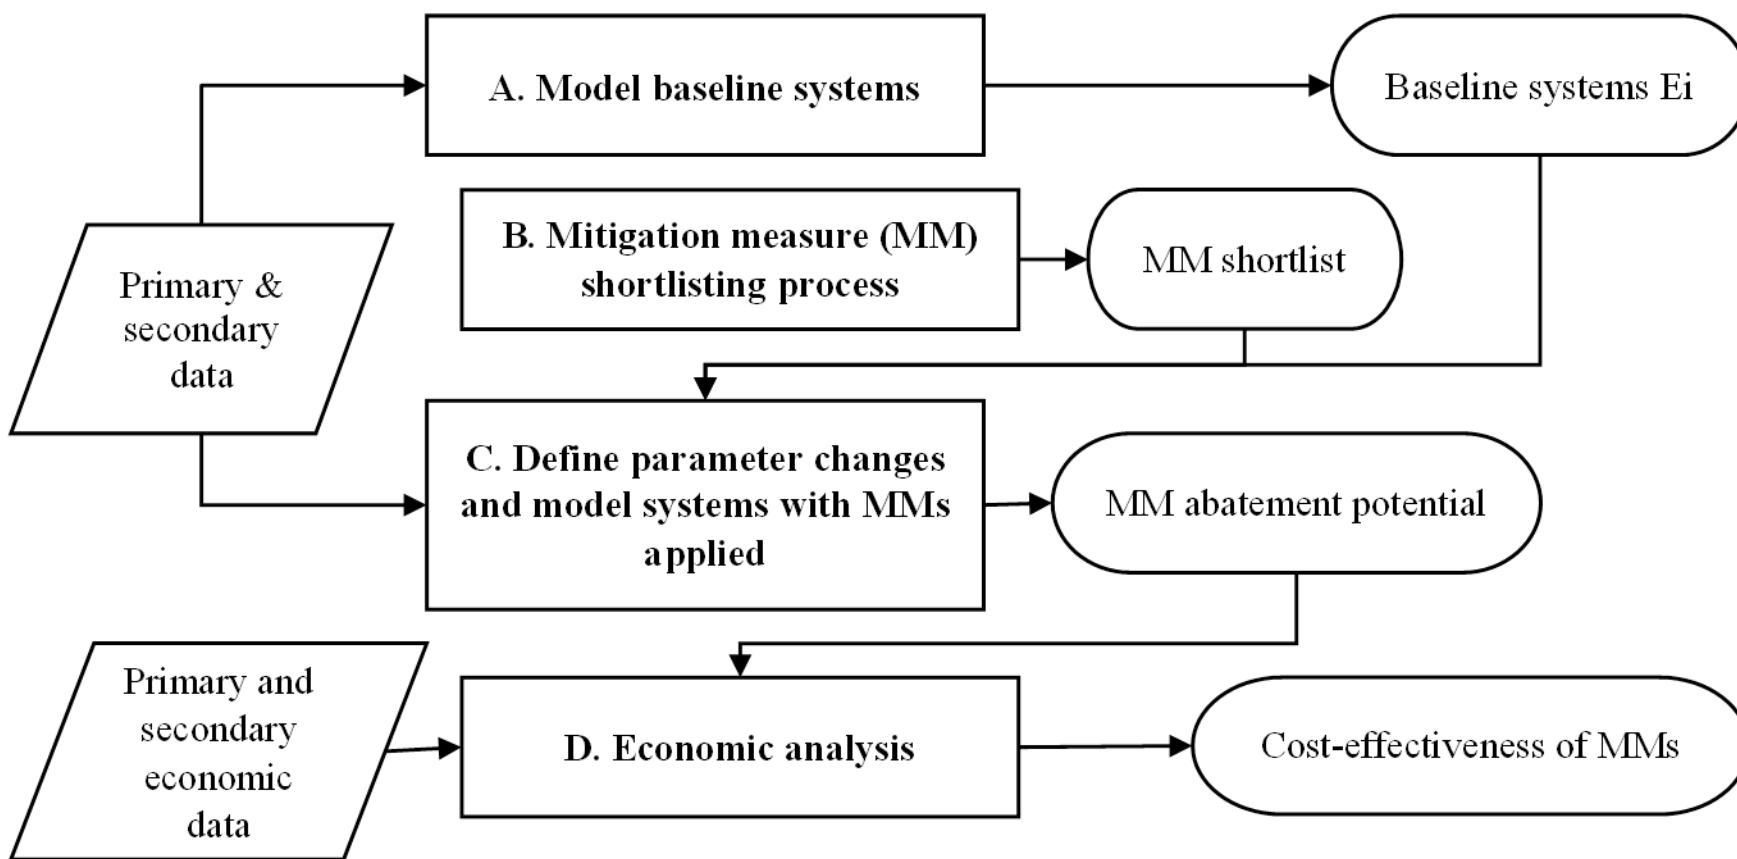 A. Model baseline systems
Baseline systems Ei
B. Mitigation measure (MM)
shortlisting process
MM shortlist
Primary &
secondary
data
C. Define parameter changes
and model systems with MMs
applied
MM abatement potential
Primary and
secondary
economic
data
D. Economic analysis
Cost-effectiveness of MMs